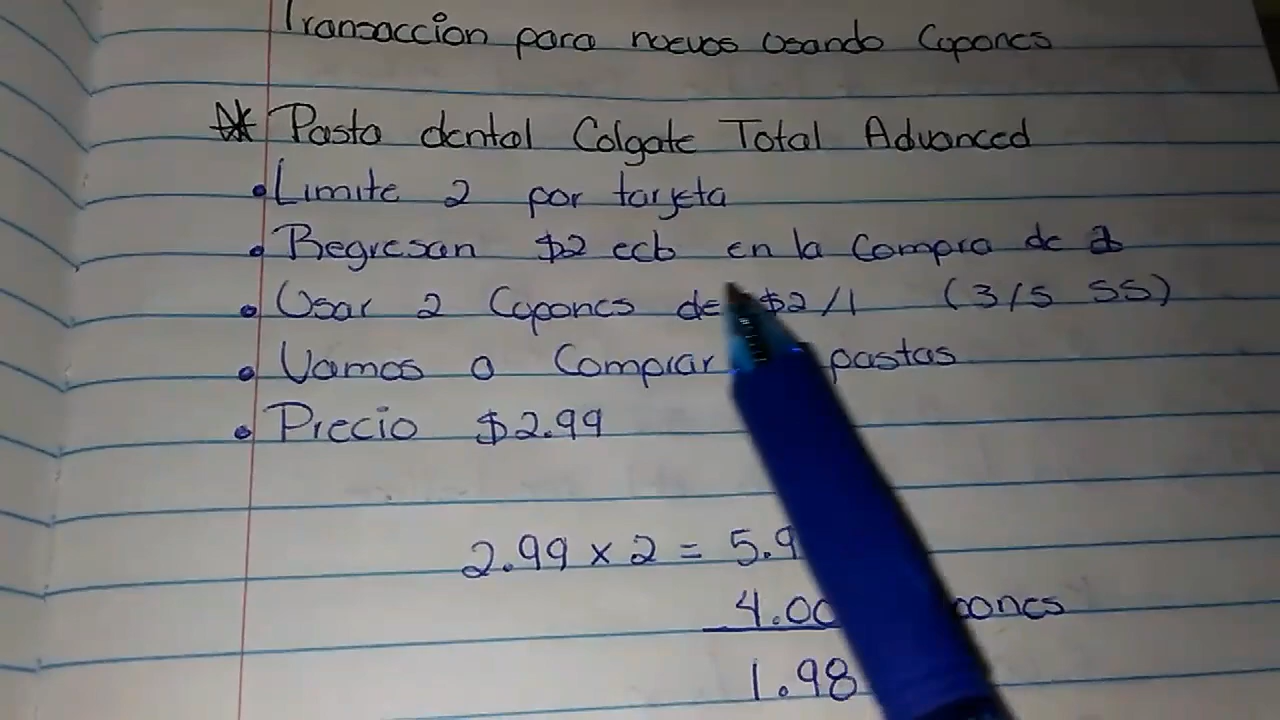 Transaccion para nuevos usando Cupones
Pasta dental Colgate Total Advanced
Limite 2 por tarjeta
Regresan $2 ecb en la compra de
Usar 2 Cupones de $2/1 (3/5 SS)
Vamos a Comprar pastas
Precio $2.99
2.99 x 2 = 5.9
4.00 pones
1.98